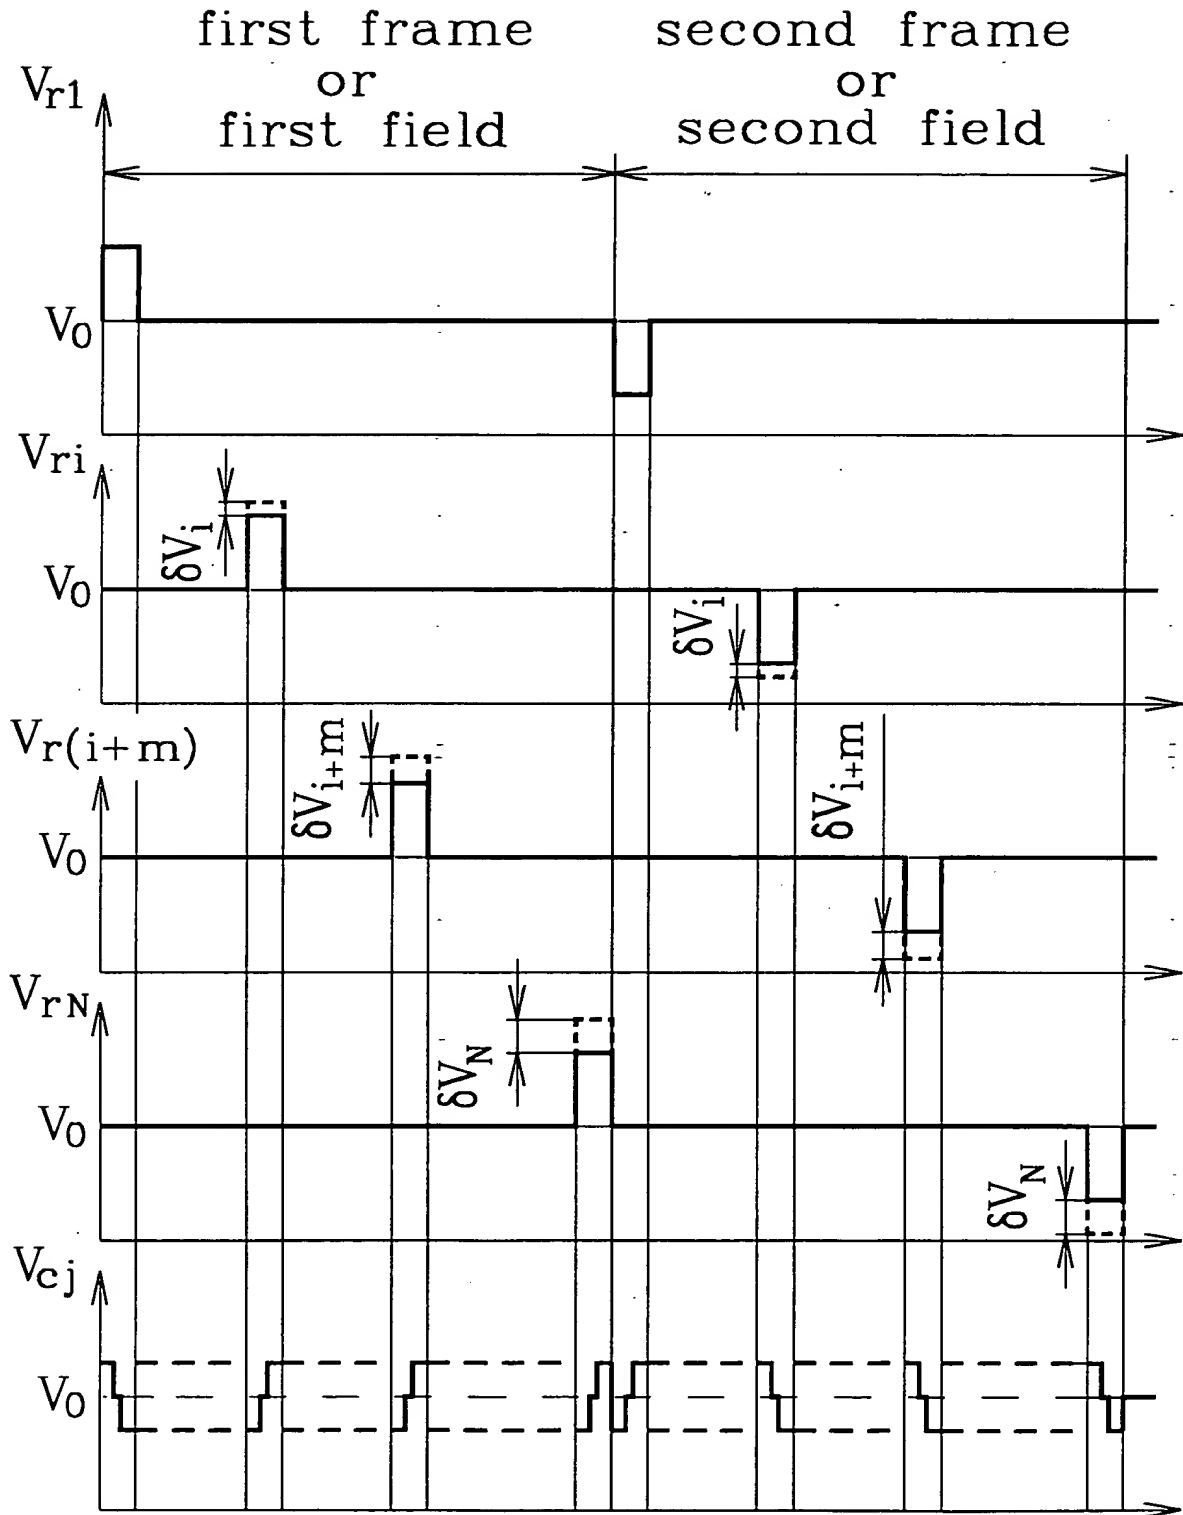 first frame
or
first field
second frame
or
second field
Vr1
V0
Vri
δVi
V0
δVi
Vr(i+m)
δVi+m
V0
δVi+m
VrN
δVN
V0
δVN
Vcj
V0